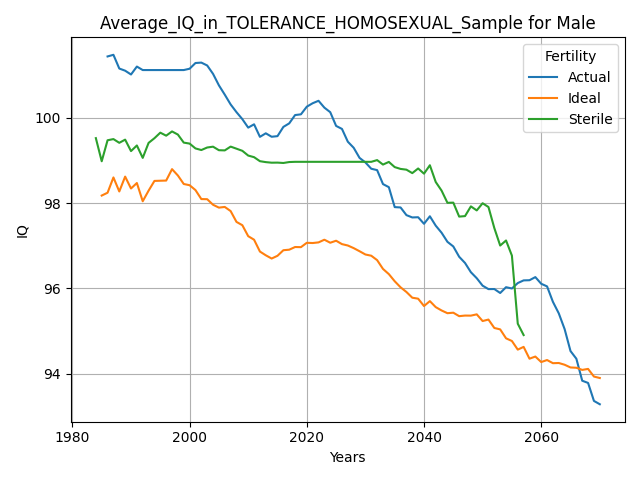 Average_IQ_in_TOLERANCE_HOMOSEXUAL_Sample for Male
Fertility
Actual
Ideal
Sterile
IQ
100
98
96
94
1980
2000
2020
2040
2060
Years